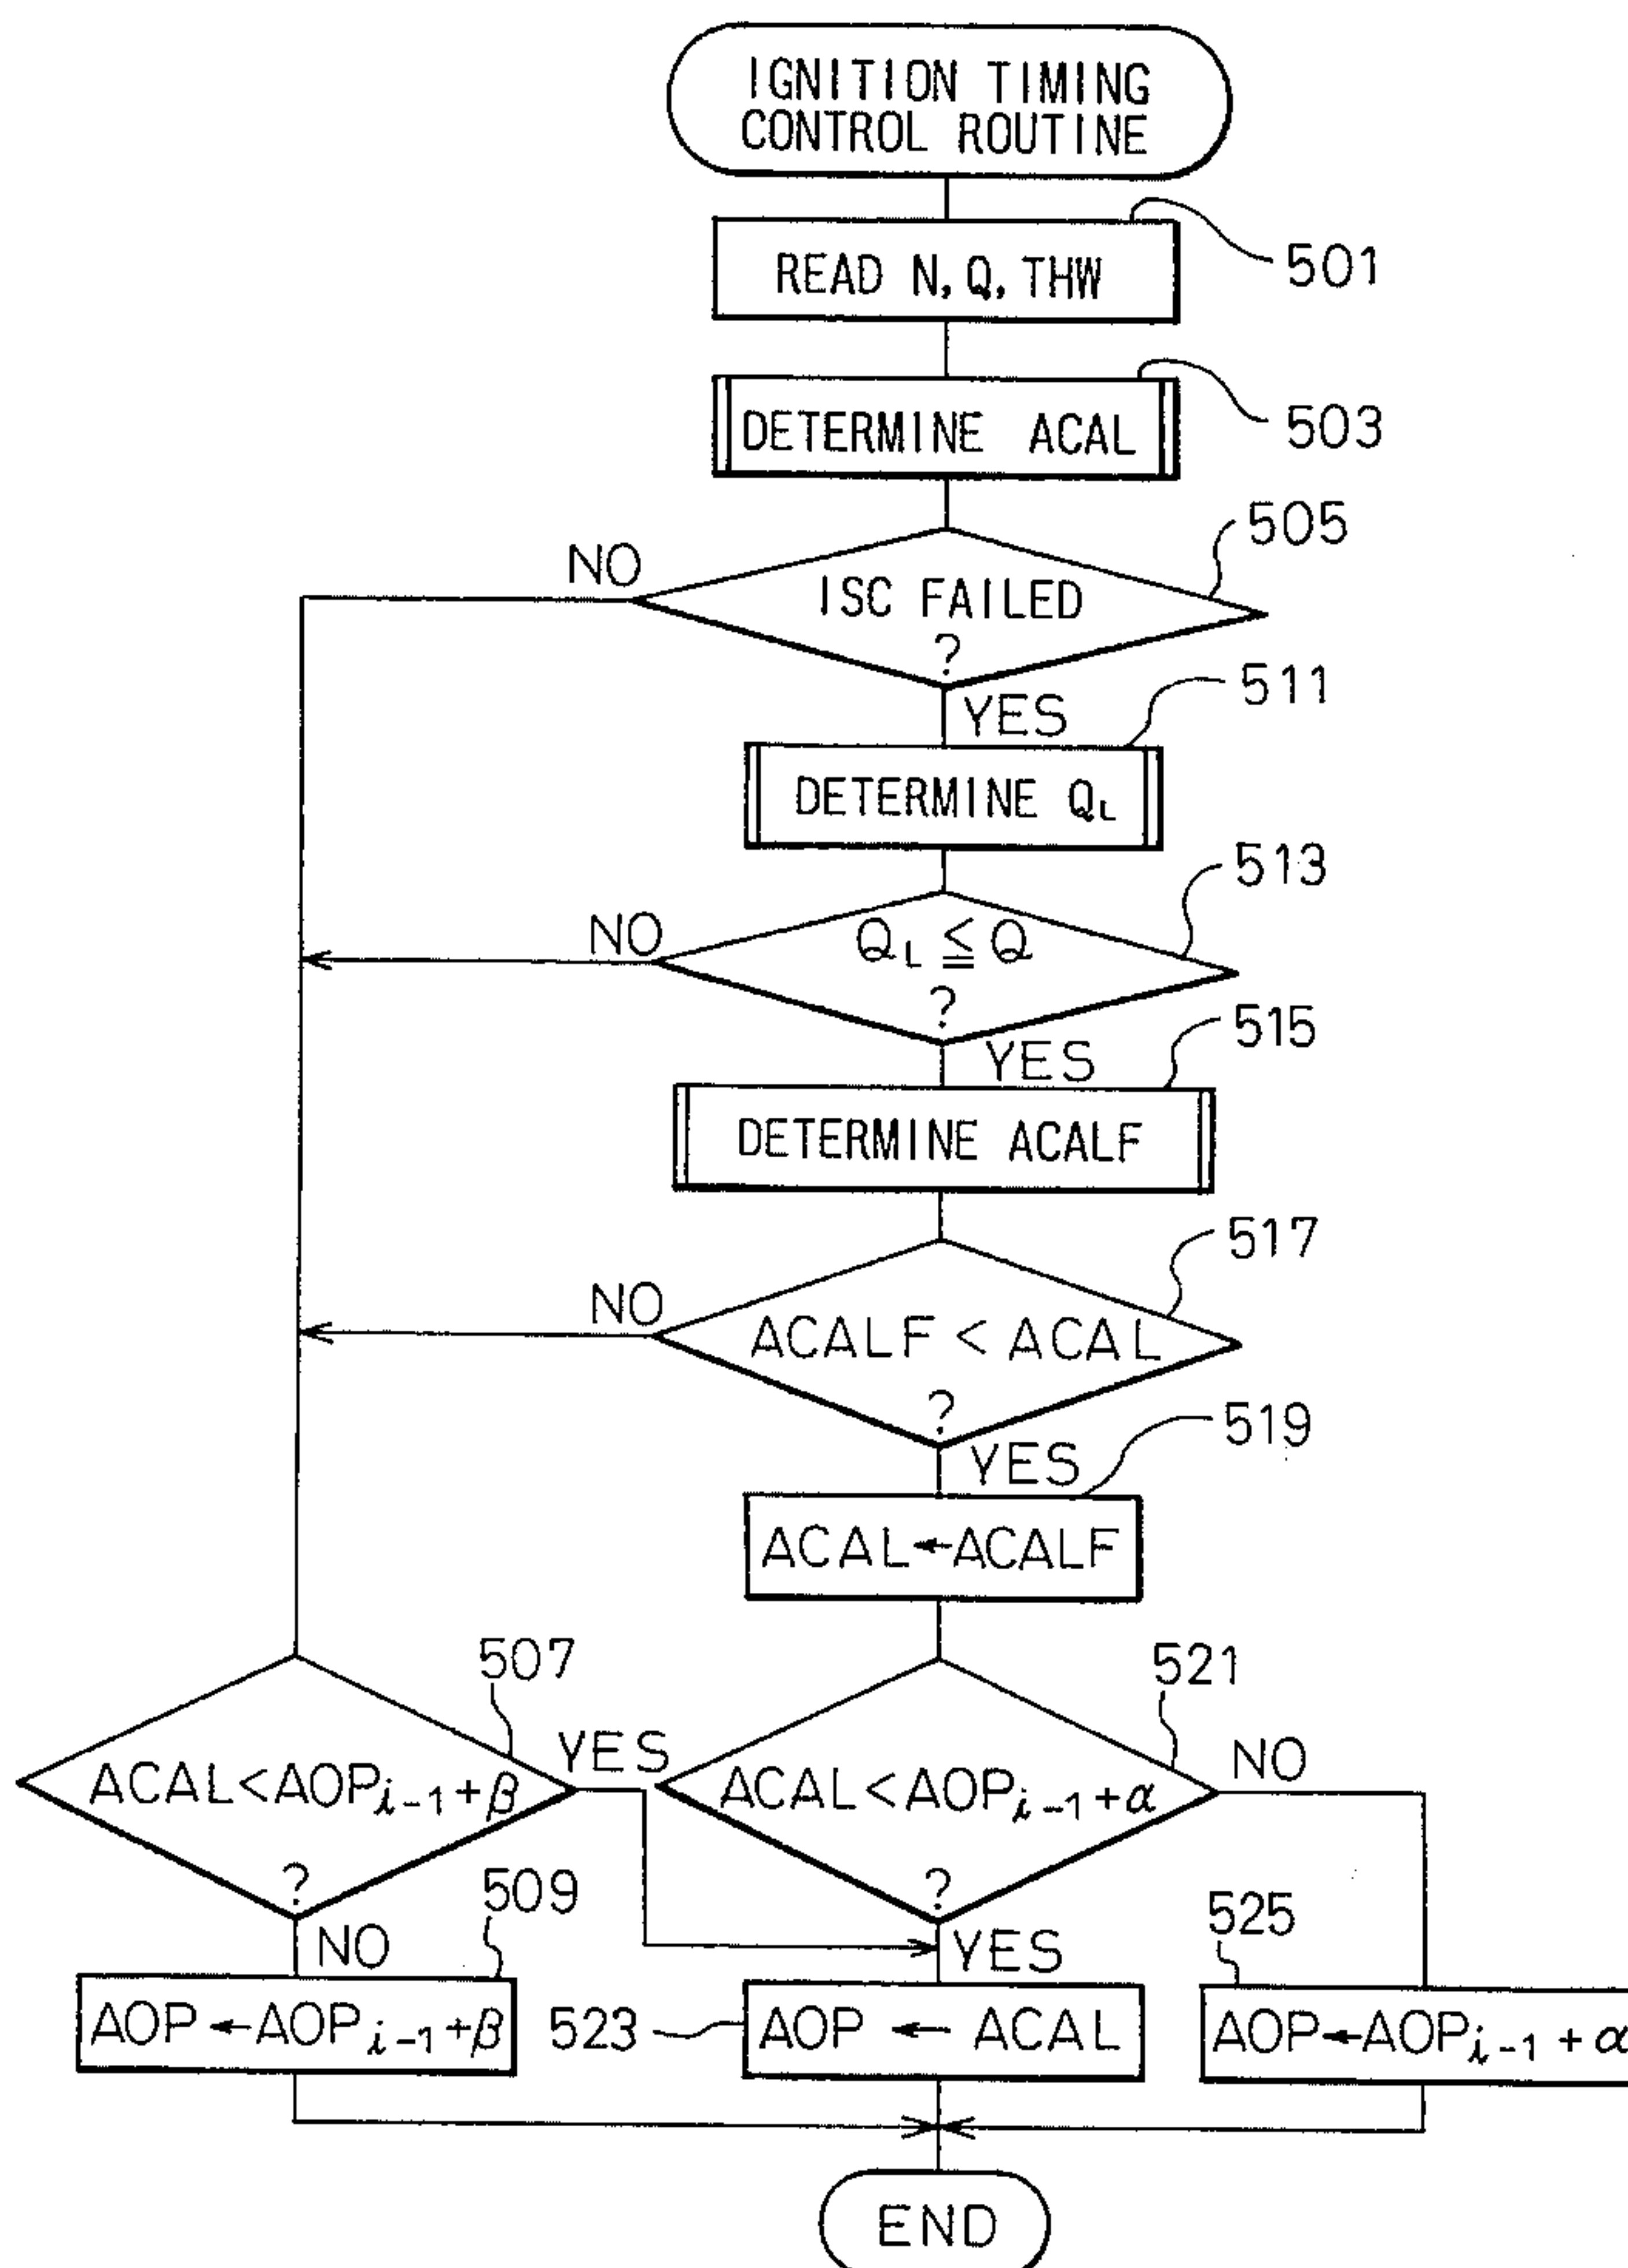 IGNITION TIMING
CONTROL ROUTINE
501
READ N, Q, THW
503
DETERMINE ACAL
505
NO
ISC FAILED
?
YES
511
DETERMINE QL
513
NO
QL ≦ Q
?
YES
515
DETERMINE ACALF
517
NO
ACALF < ACAL
?
YES
519
ACAL←ACALF
507
ACAL<AOPi-1+β
?
YES
NO
521
ACAL<AOPi-1+α
?
NO
YES
509
AOP←AOPi-1+β
523
AOP ← ACAL
525
AOP←AOPi-1+α
END